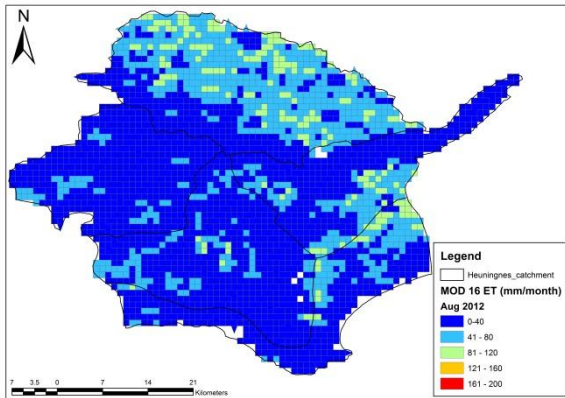 N
Legend
Heuningnes_catchment
MOD 16 ET (mm/month)
Aug 2012
0-40
41 - 80
81 - 120
121 - 160
161 - 200
7 3.5 0 7 14 21
Kilometers